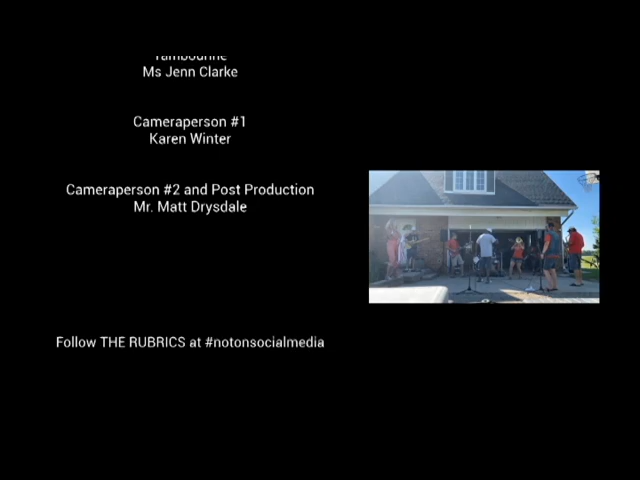 Tambourine
Ms Jenn Clarke
Cameraperson #1
Karen Winter
Cameraperson #2 and Post Production
Mr. Matt Drysdale
Follow THE RUBRICS at #notonsocialmedia